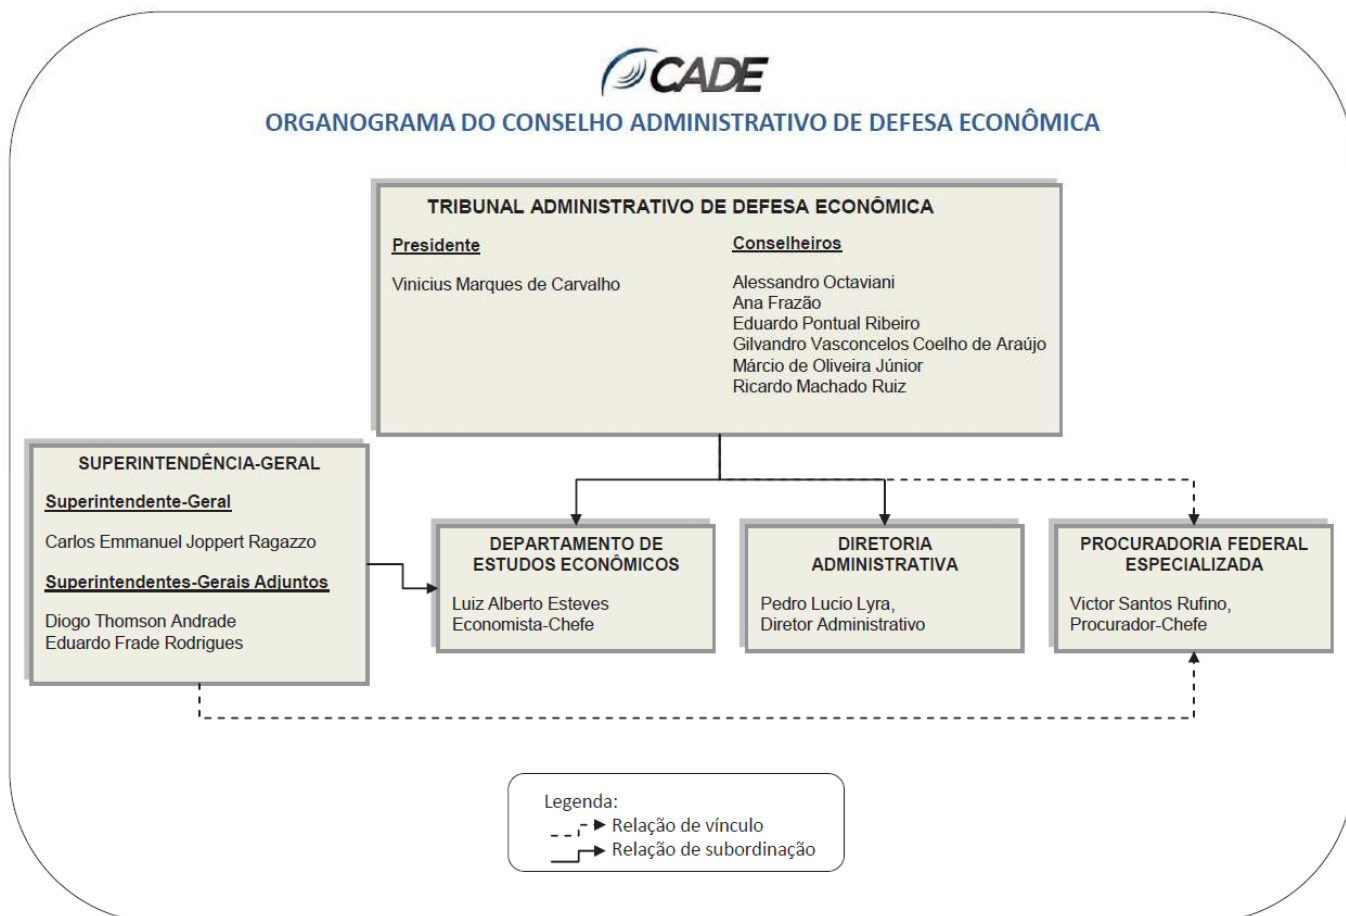 CADE
ORGANOGRAMA DO CONSELHO ADMINISTRATIVO DE DEFESA ECONÔMICA
TRIBUNAL ADMINISTRATIVO DE DEFESA ECONÔMICA
Presidente
Vinicius Marques de Carvalho
Conselheiros
Alessandro Octaviani
Ana Frazão
Eduardo Pontual Ribeiro
Gilvandro Vasconcelos Coelho de Araújo
Márcio de Oliveira Júnior
Ricardo Machado Ruiz
SUPERINTENDÊNCIA-GERAL
Superintendente-Geral
Carlos Emmanuel Joppert Ragazzo
Superintendentes-Gerais Adjuntos
Diogo Thomson Andrade
Eduardo Frade Rodrigues
DEPARTAMENTO DE
ESTUDOS ECONÔMICOS
Luiz Alberto Esteves
Economista-Chefe
DIRETORIA
ADMINISTRATIVA
Pedro Lucio Lyra,
Diretor Administrativo
PROCURADORIA FEDERAL
ESPECIALIZADA
Victor Santos Rufino,
Procurador-Chefe
Legenda:
Relação de vínculo
Relação de subordinação